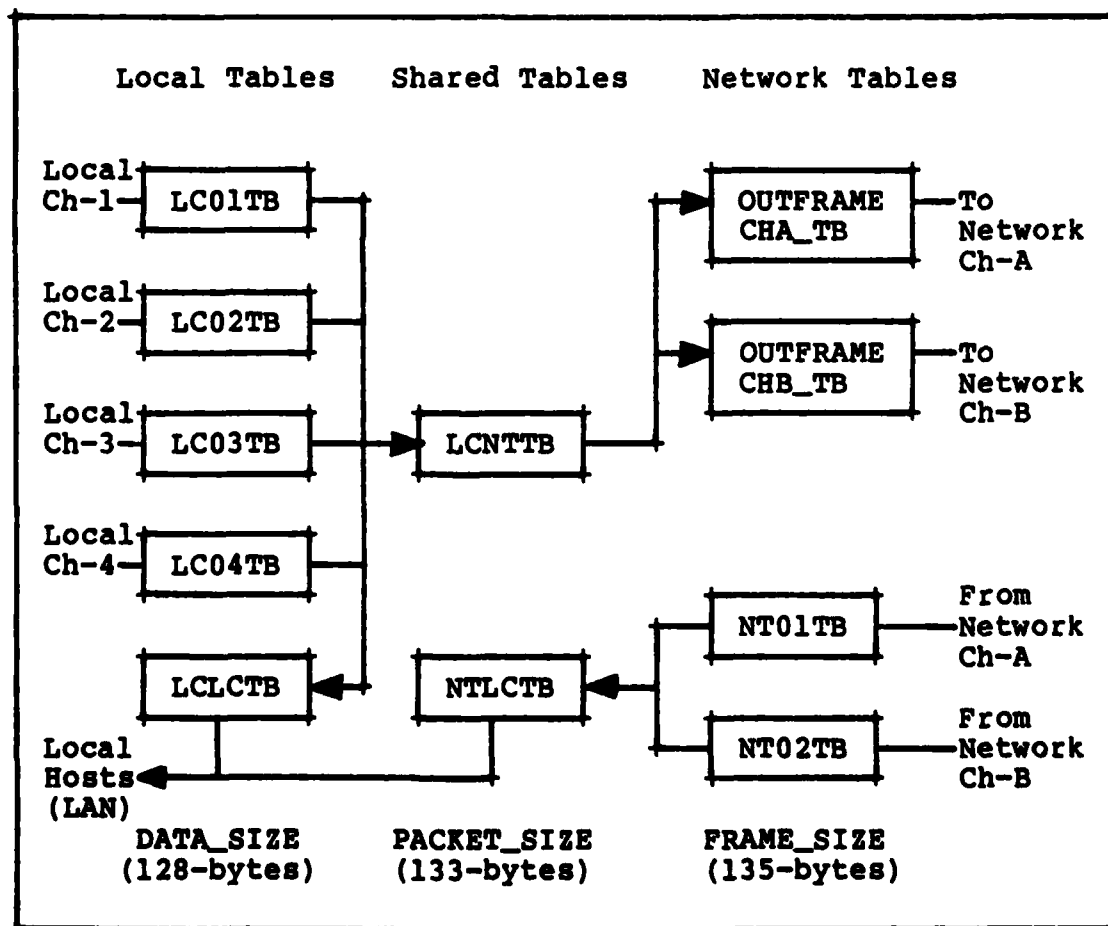 Local Tables
Shared Tables
Network Tables
Local
Ch-1
LC01TB
Local
Ch-2
LC02TB
Local
Ch-3
LC03TB
Local
Ch-4
LC04TB
LCLCTB
Local
Hosts
(LAN)
LCNTTB
NTLCTB
OUTFRAME
CHA_TB
To
Network
Ch-A
OUTFRAME
CHB_TB
To
Network
Ch-B
NT01TB
From
Network
Ch-A
NT02TB
From
Network
Ch-B
DATA_SIZE
(128-bytes)
PACKET_SIZE
(133-bytes)
FRAME_SIZE
(135-bytes)